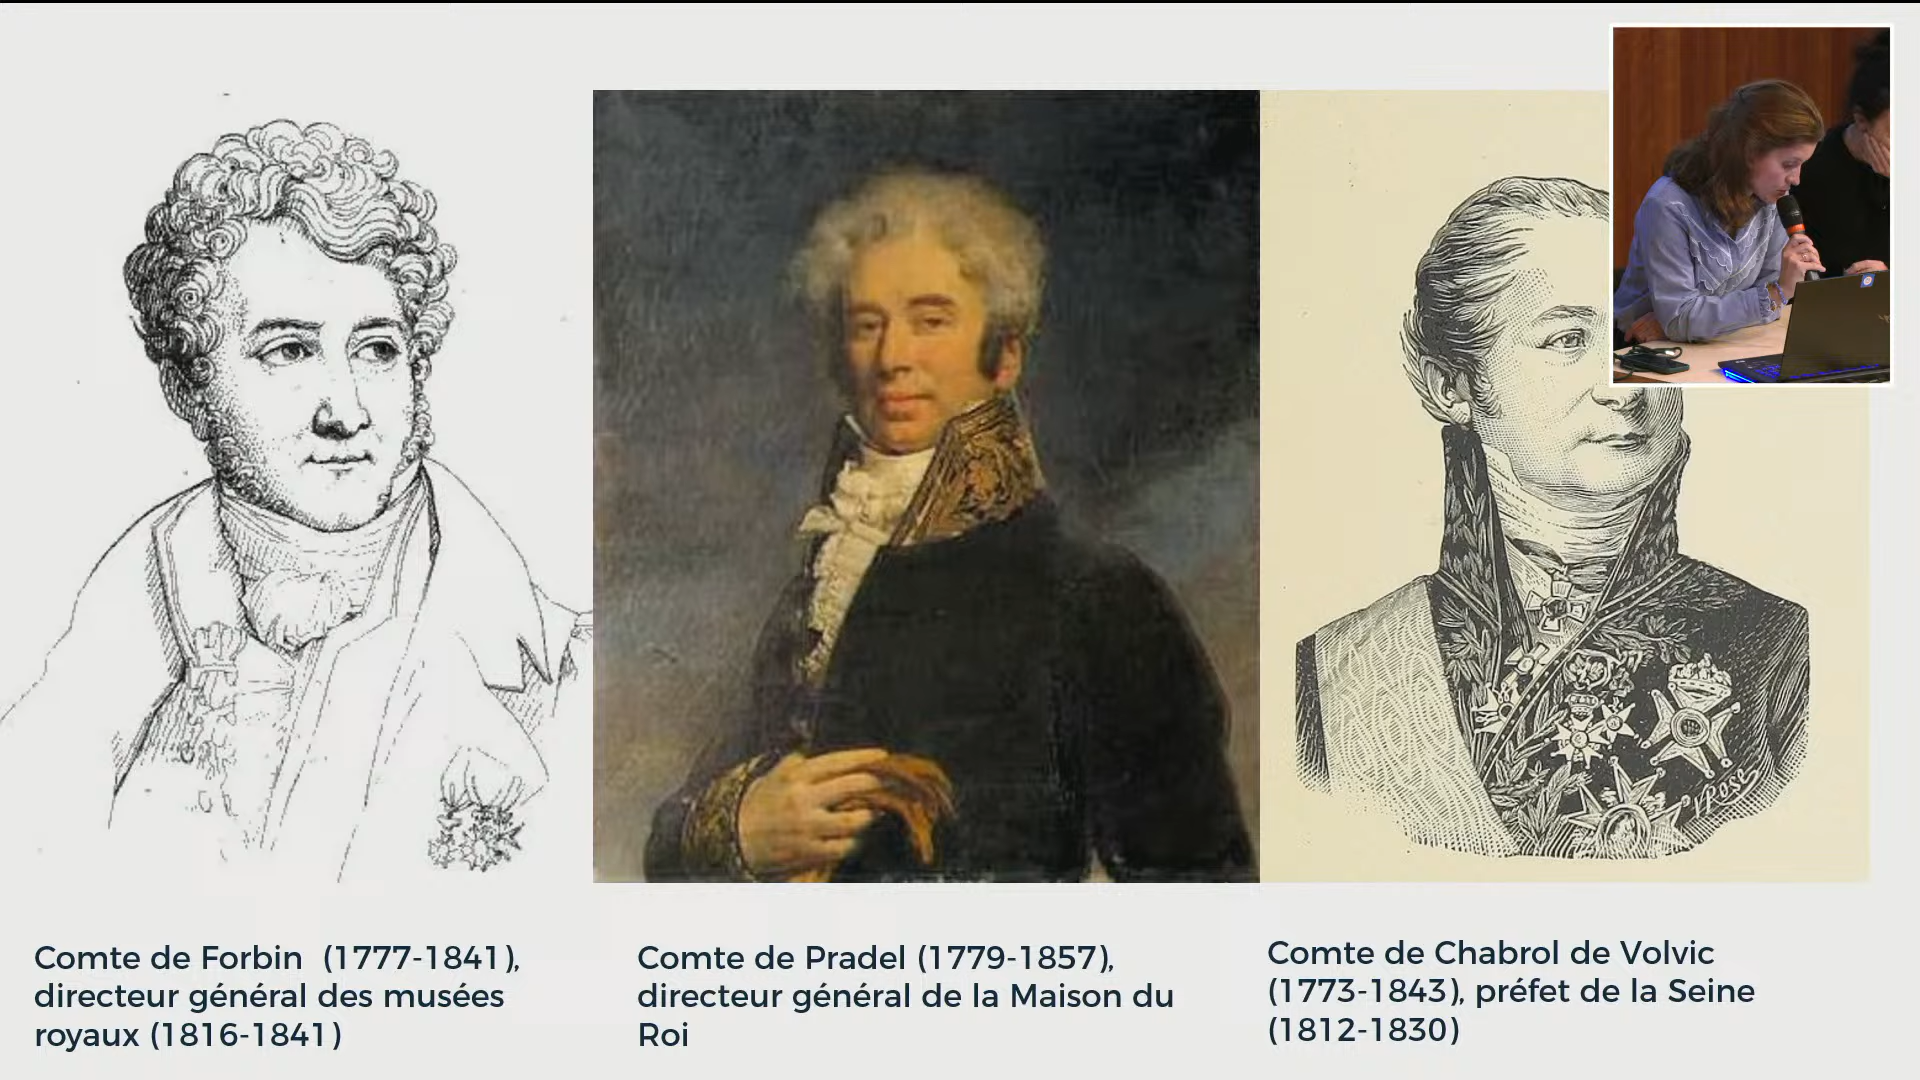 Comte de Forbin  (1777-1841),
directeur général des musées
royaux (1816-1841)
Comte de Pradel (1779-1857),
directeur général de la Maison du
Roi
Comte de Chabrol de Volvic
(1773-1843), préfet de la Seine
(1812-1830)
VROSE